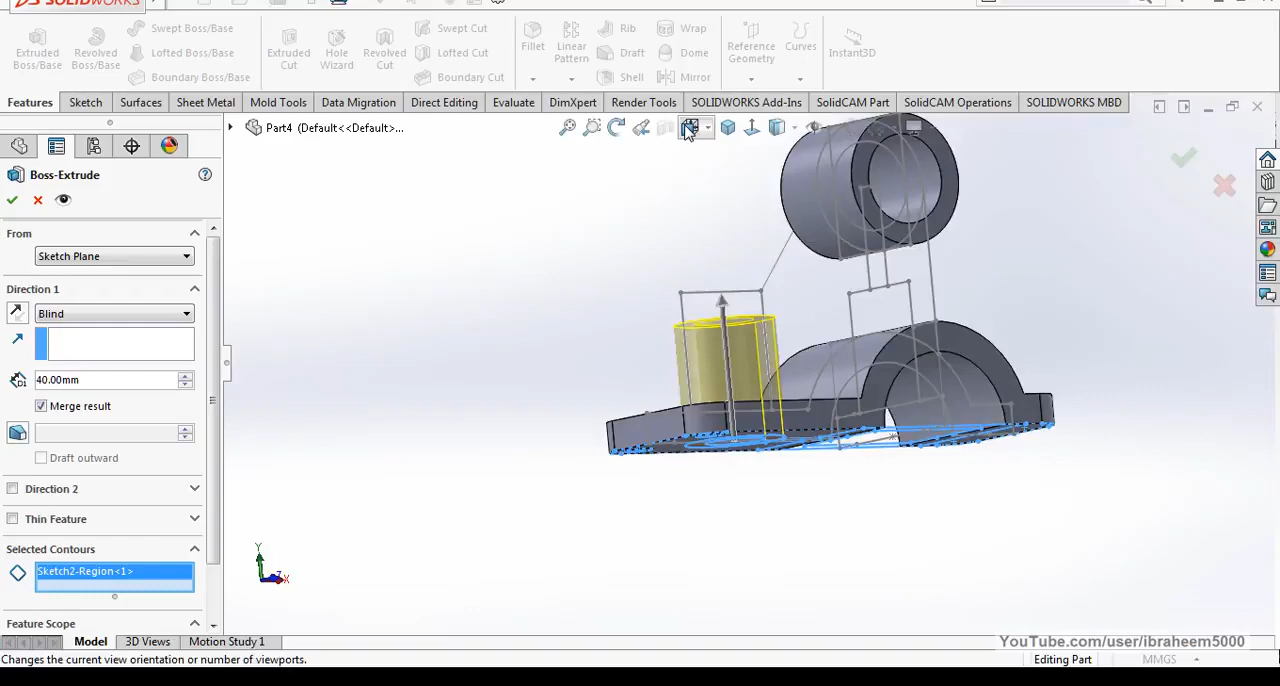 SOLIDWORKS
Extruded Boss/Base
Revolved Boss/Base
Swept Boss/Base
Lofted Boss/Base
Boundary Boss/Base
Extruded Cut
Hole Wizard
Revolved Cut
Swept Cut
Lofted Cut
Boundary Cut
Fillet
Linear Pattern
Rib
Draft
Shell
Wrap
Dome
Mirror
Reference Geometry
Curves
Instant3D
Features
Sketch
Surfaces
Sheet Metal
Mold Tools
Data Migration
Direct Editing
Evaluate
DimXpert
Render Tools
SOLIDWORKS Add-Ins
SolidCAM Part
SolidCAM Operations
SOLIDWORKS MBD
Part4 (Default<<Default>...
Boss-Extrude
From
Sketch Plane
Direction 1
Blind
D1
40.00mm
Merge result
Draft outward
Direction 2
Thin Feature
Selected Contours
Sketch2-Region<1>
Feature Scope
Y
Z
X
Model
3D Views
Motion Study 1
YouTube.com/user/ibraheem5000
Changes the current view orientation or number of viewports.
Editing Part
MMGS